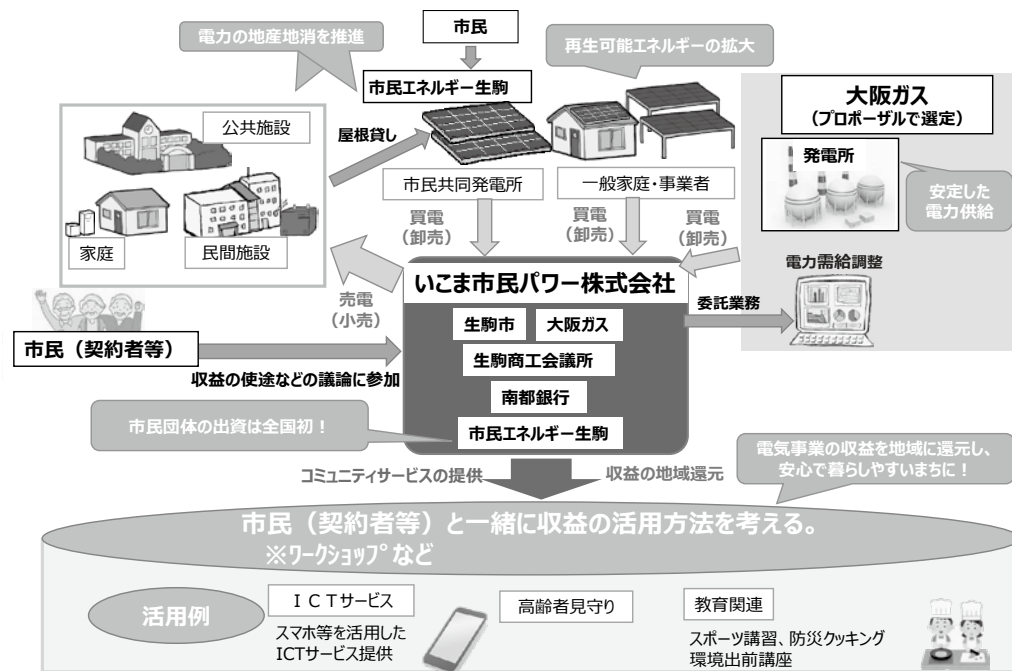 電力の地産地消を推進
市民
再生可能エネルギーの拡大
市民エネルギー生駒
大阪ガス
（プロポーザルで選定）
公共施設
屋根貸し
発電所
安定した
電力供給
市民共同発電所
一般家庭・事業者
家庭
民間施設
買電
（卸売）
買電
（卸売）
買電
（卸売）
電力需給調整
いこま市民パワー株式会社
売電
（小売）
委託業務
生駒市
大阪ガス
市民（契約者等）
生駒商工会議所
収益の使途などの議論に参加
南都銀行
市民団体の出資は全国初！
市民エネルギー生駒
電気事業の収益を地域に還元し、
安心で暮らしやすいまちに！
コミュニティサービスの提供
収益の地域還元
市民（契約者等）と一緒に収益の活用方法を考える。
※ﾜｰｸｼｮｯﾌﾟなど
活用例
ＩＣＴサービス
高齢者見守り
教育関連
スマホ等を活用した
ICTサービス提供
スポーツ講習、防災クッキング
環境出前講座